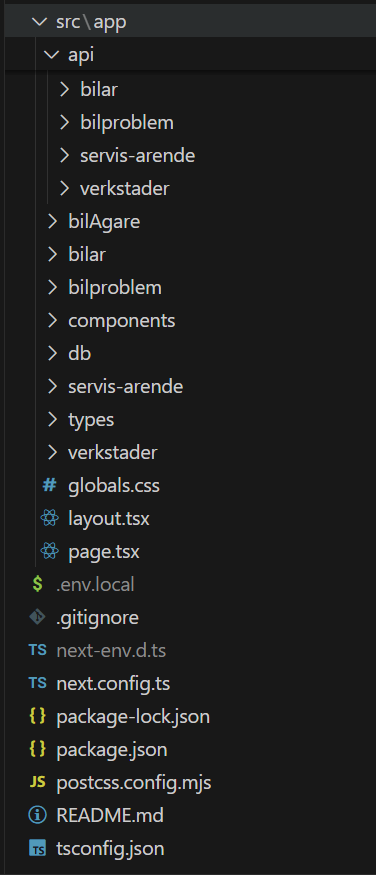 src\app
api
bilar
bilproblem
servis-arende
verkstader
bilAgare
bilar
bilproblem
components
db
servis-arende
types
verkstader
# globals.css
layout.tsx
page.tsx
$ .env.local
.gitignore
TS next-env.d.ts
TS next.config.ts
{} package-lock.json
{} package.json
JS postcss.config.mjs
README.md
TS tsconfig.json